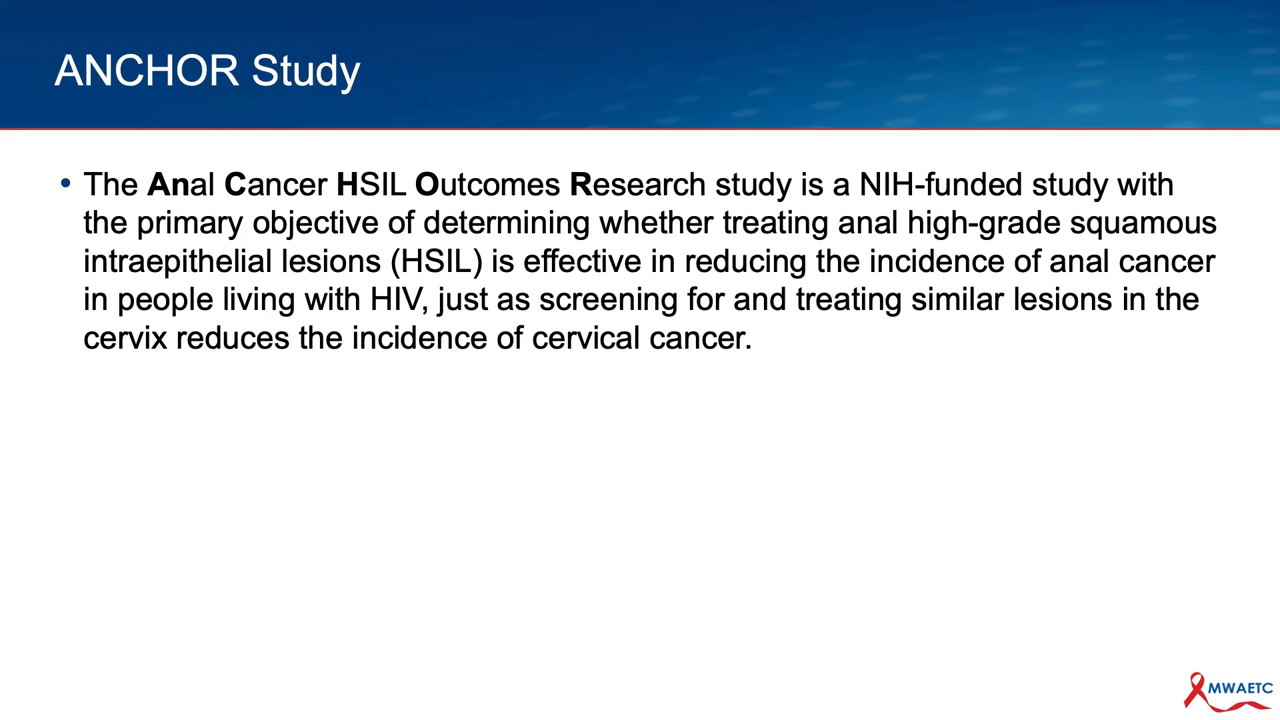 ANCHOR Study
• The Anal Cancer HSIL Outcomes Research study is a NIH-funded study with
the primary objective of determining whether treating anal high-grade squamous
intraepithelial lesions (HSIL) is effective in reducing the incidence of anal cancer
in people living with HIV, just as screening for and treating similar lesions in the
cervix reduces the incidence of cervical cancer.
MWAETC